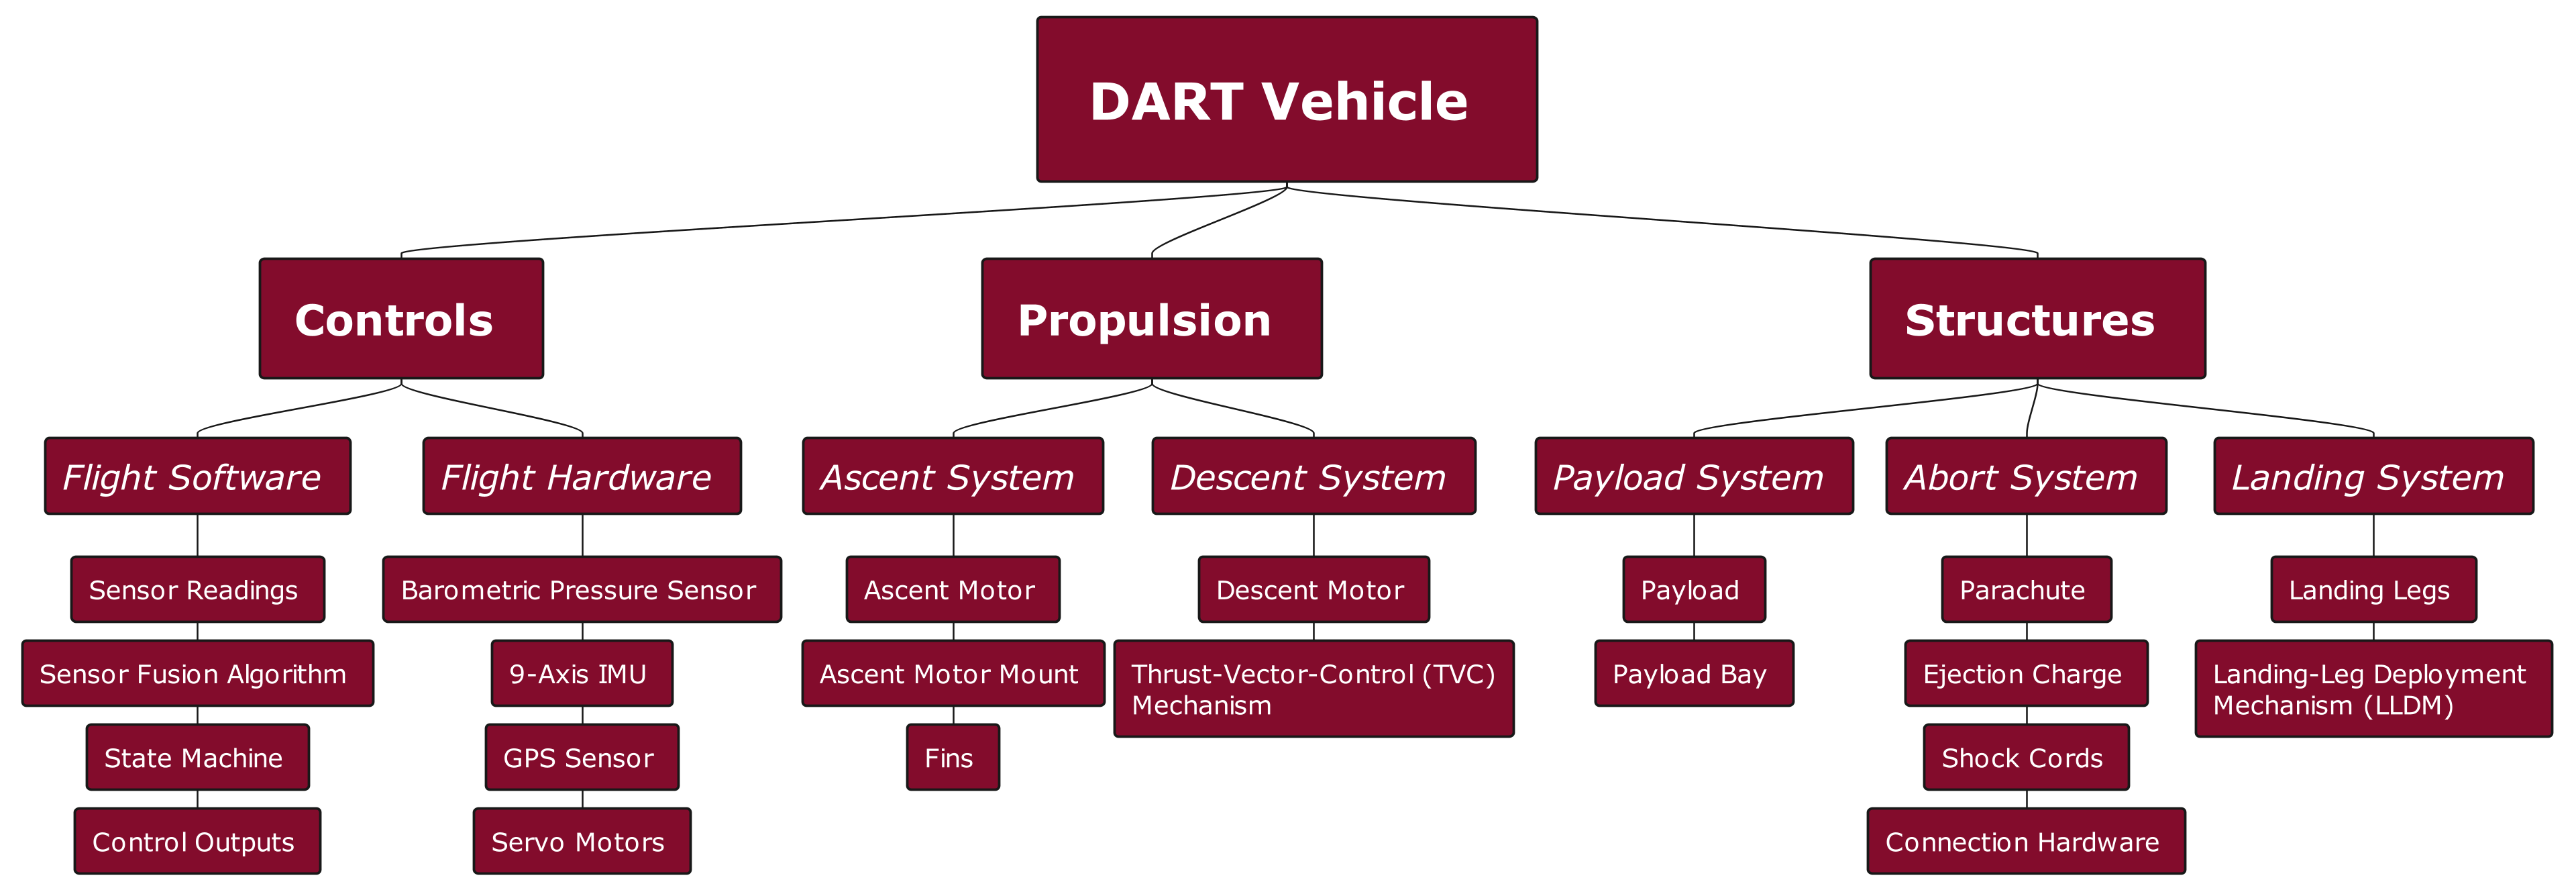 DART Vehicle
Controls
Propulsion
Structures
Flight Software
Flight Hardware
Ascent System
Descent System
Payload System
Abort System
Landing System
Sensor Readings
Barometric Pressure Sensor
Ascent Motor
Descent Motor
Payload
Parachute
Landing Legs
Sensor Fusion Algorithm
9-Axis IMU
Ascent Motor Mount
Thrust-Vector-Control (TVC)
Mechanism
Payload Bay
Ejection Charge
Landing-Leg Deployment
Mechanism (LLDM)
State Machine
GPS Sensor
Fins
Shock Cords
Control Outputs
Servo Motors
Connection Hardware